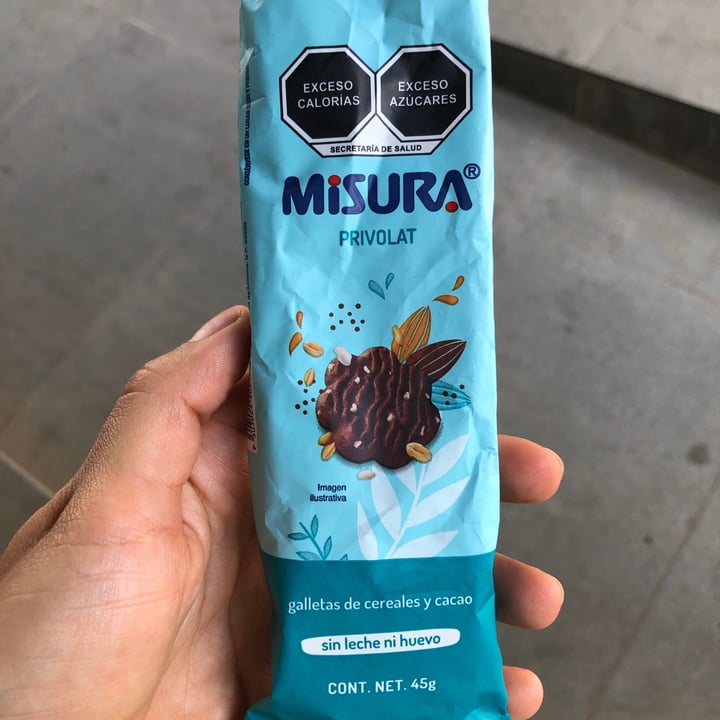 EXCESO
CALORÍAS
EXCESO
AZÚCARES
SECRETARÍA DE SALUD
MiSURA®
PRIVOLAT
Imagen
ilustrativa
galletas de cereales y cacao
sin leche ni huevo
CONT. NET. 45g